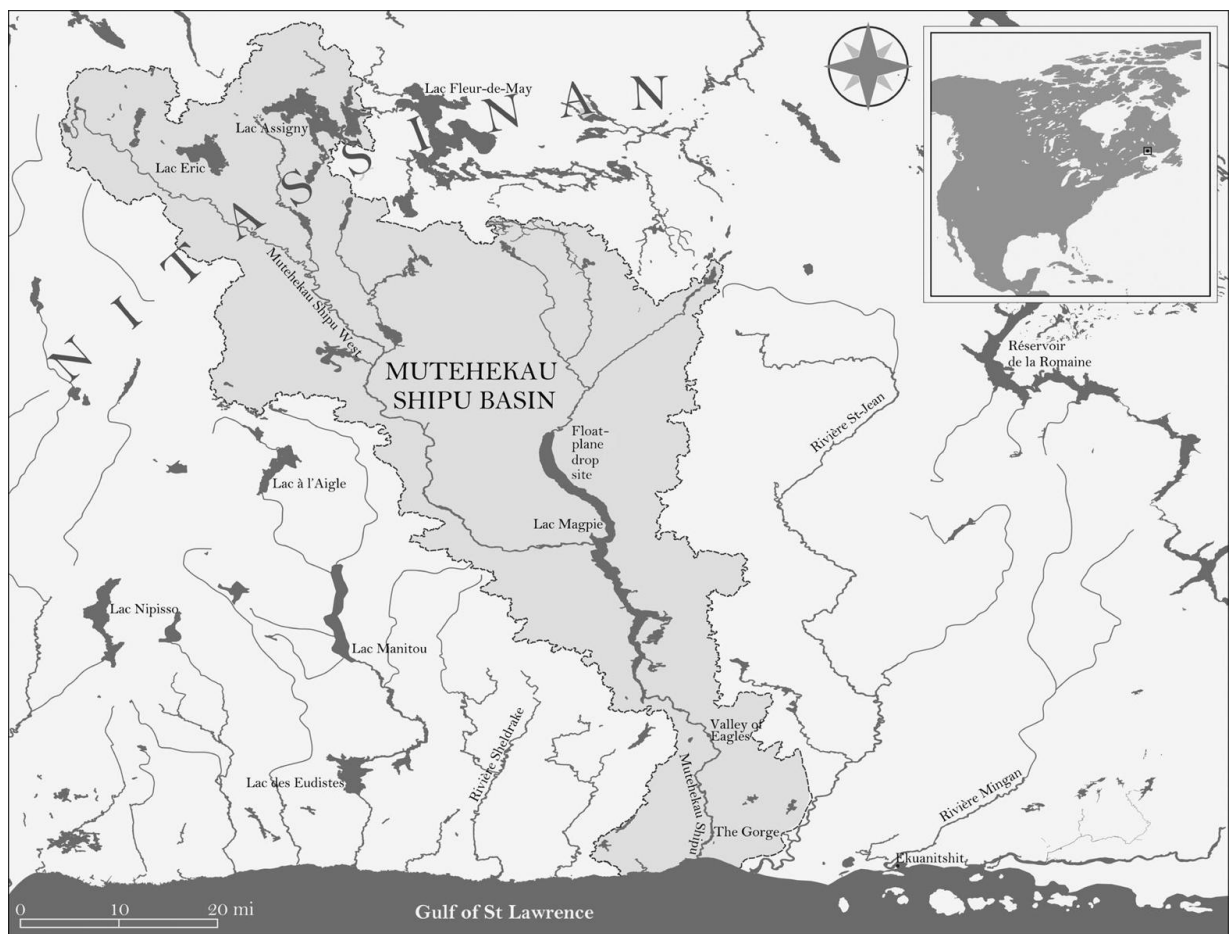 Lac Fleur-de-May
NITASSINAN
Lac Assigny
Lac Eric
Mutehekau Shipu West
MUTEHEKAU
SHIPU BASIN
Réservoir
de la Romaine
Rivière St-Jean
Float-
plane
drop
site
Lac à l'Aigle
Lac Magpie
Lac Nipisso
Lac Manitou
Valley of
Eagles
Rivière Sheldrake
Lac des Eudistes
Mutehekau Shipu
Rivière Mingan
The Gorge
Ekuanitshit
0 10 20 mi
Gulf of St Lawrence